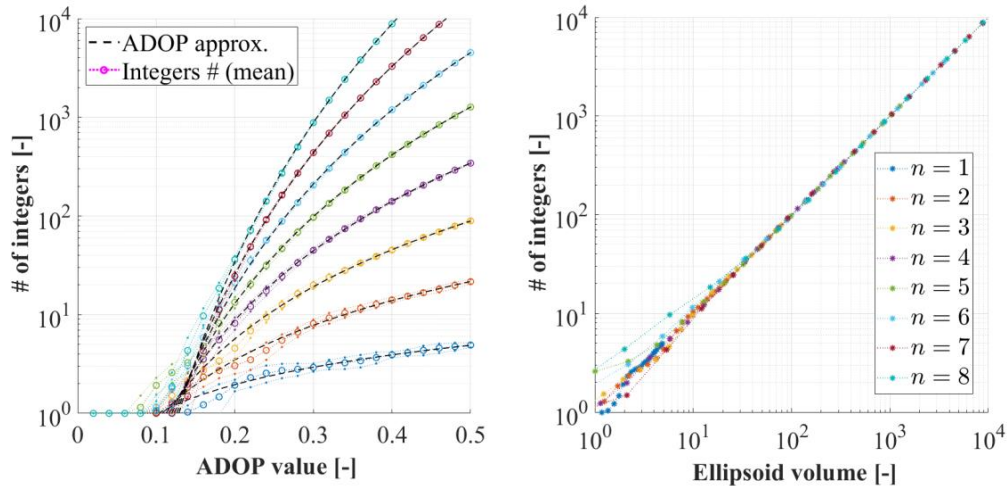 10^4
10^3
10^2
10^1
10^0
# of integers [-]
ADOP approx.
Integers # (mean)
0
0.1
0.2
0.3
0.4
0.5
ADOP value [-]
10^4
10^3
10^2
10^1
10^0
# of integers [-]
n = 1
n = 2
n = 3
n = 4
n = 5
n = 6
n = 7
n = 8
10^0
10^1
10^2
10^3
10^4
Ellipsoid volume [-]